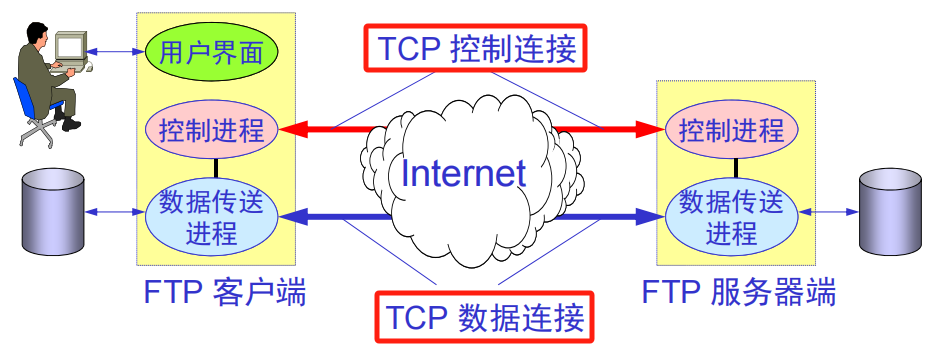 TCP 控制连接
用户界面
控制进程
控制进程
Internet
数据传送
进程
数据传送
进程
FTP 客户端
FTP 服务器端
TCP 数据连接